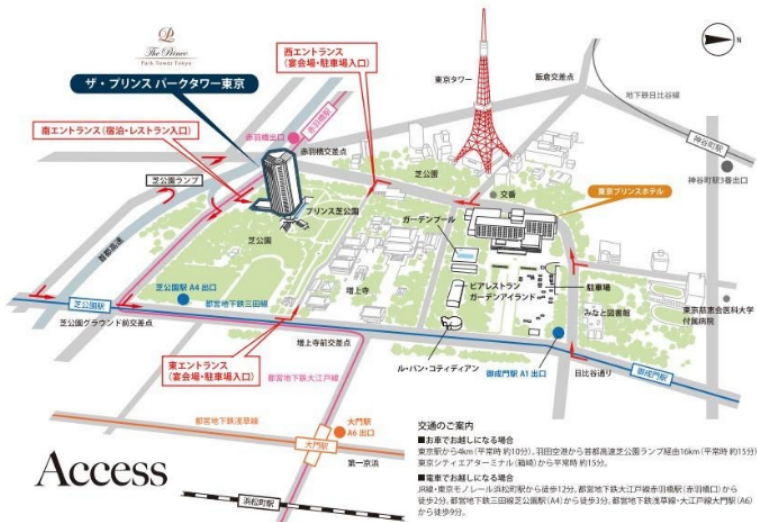 The Prince
Park Tower Tokyo
N
西エントランス
(宴会場・駐車場入口)
東京タワー
飯倉交差点
地下鉄日比谷線
ザ・プリンス パークタワー東京
赤羽橋駅
神谷町駅
南エントランス(宿泊・レストラン入口)
赤羽橋出口
赤羽橋交差点
神谷町駅3番出口
芝公園
芝公園ランプ
交番
東京プリンスホテル
プリンス芝公園
ガーデンプール
芝公園
首都高速
芝公園駅 A4 出口
増上寺
ビアレストラン
ガーデンアイランド
駐車場
芝公園駅
都営地下鉄三田線
みなと図書館
東京慈恵会医科大学
付属病院
芝公園グラウンド前交差点
増上寺前交差点
東エントランス
(宴会場・駐車場入口)
ル・パン・コティディアン
御成門駅 A1 出口
日比谷通り
御成門駅
都営地下鉄大江戸線
都営地下鉄浅草線
大門駅
A6 出口
大門駅
第一京浜
Access
浜松町駅
交通のご案内
■お車でお越しになる場合
東京駅から4km(平常時 約10分)、羽田空港から首都高速芝公園ランプ経由16km(平常時 約15分)
東京シティエアターミナル(箱崎)から平常時 約15分。
■電車でお越しになる場合
JR線・東京モノレール浜松町駅から徒歩12分、都営地下鉄大江戸線赤羽橋駅(赤羽橋口)から
徒歩2分、都営地下鉄三田線芝公園駅(A4)から徒歩3分、都営地下鉄浅草線・大江戸線大門駅(A6)
から徒歩9分。